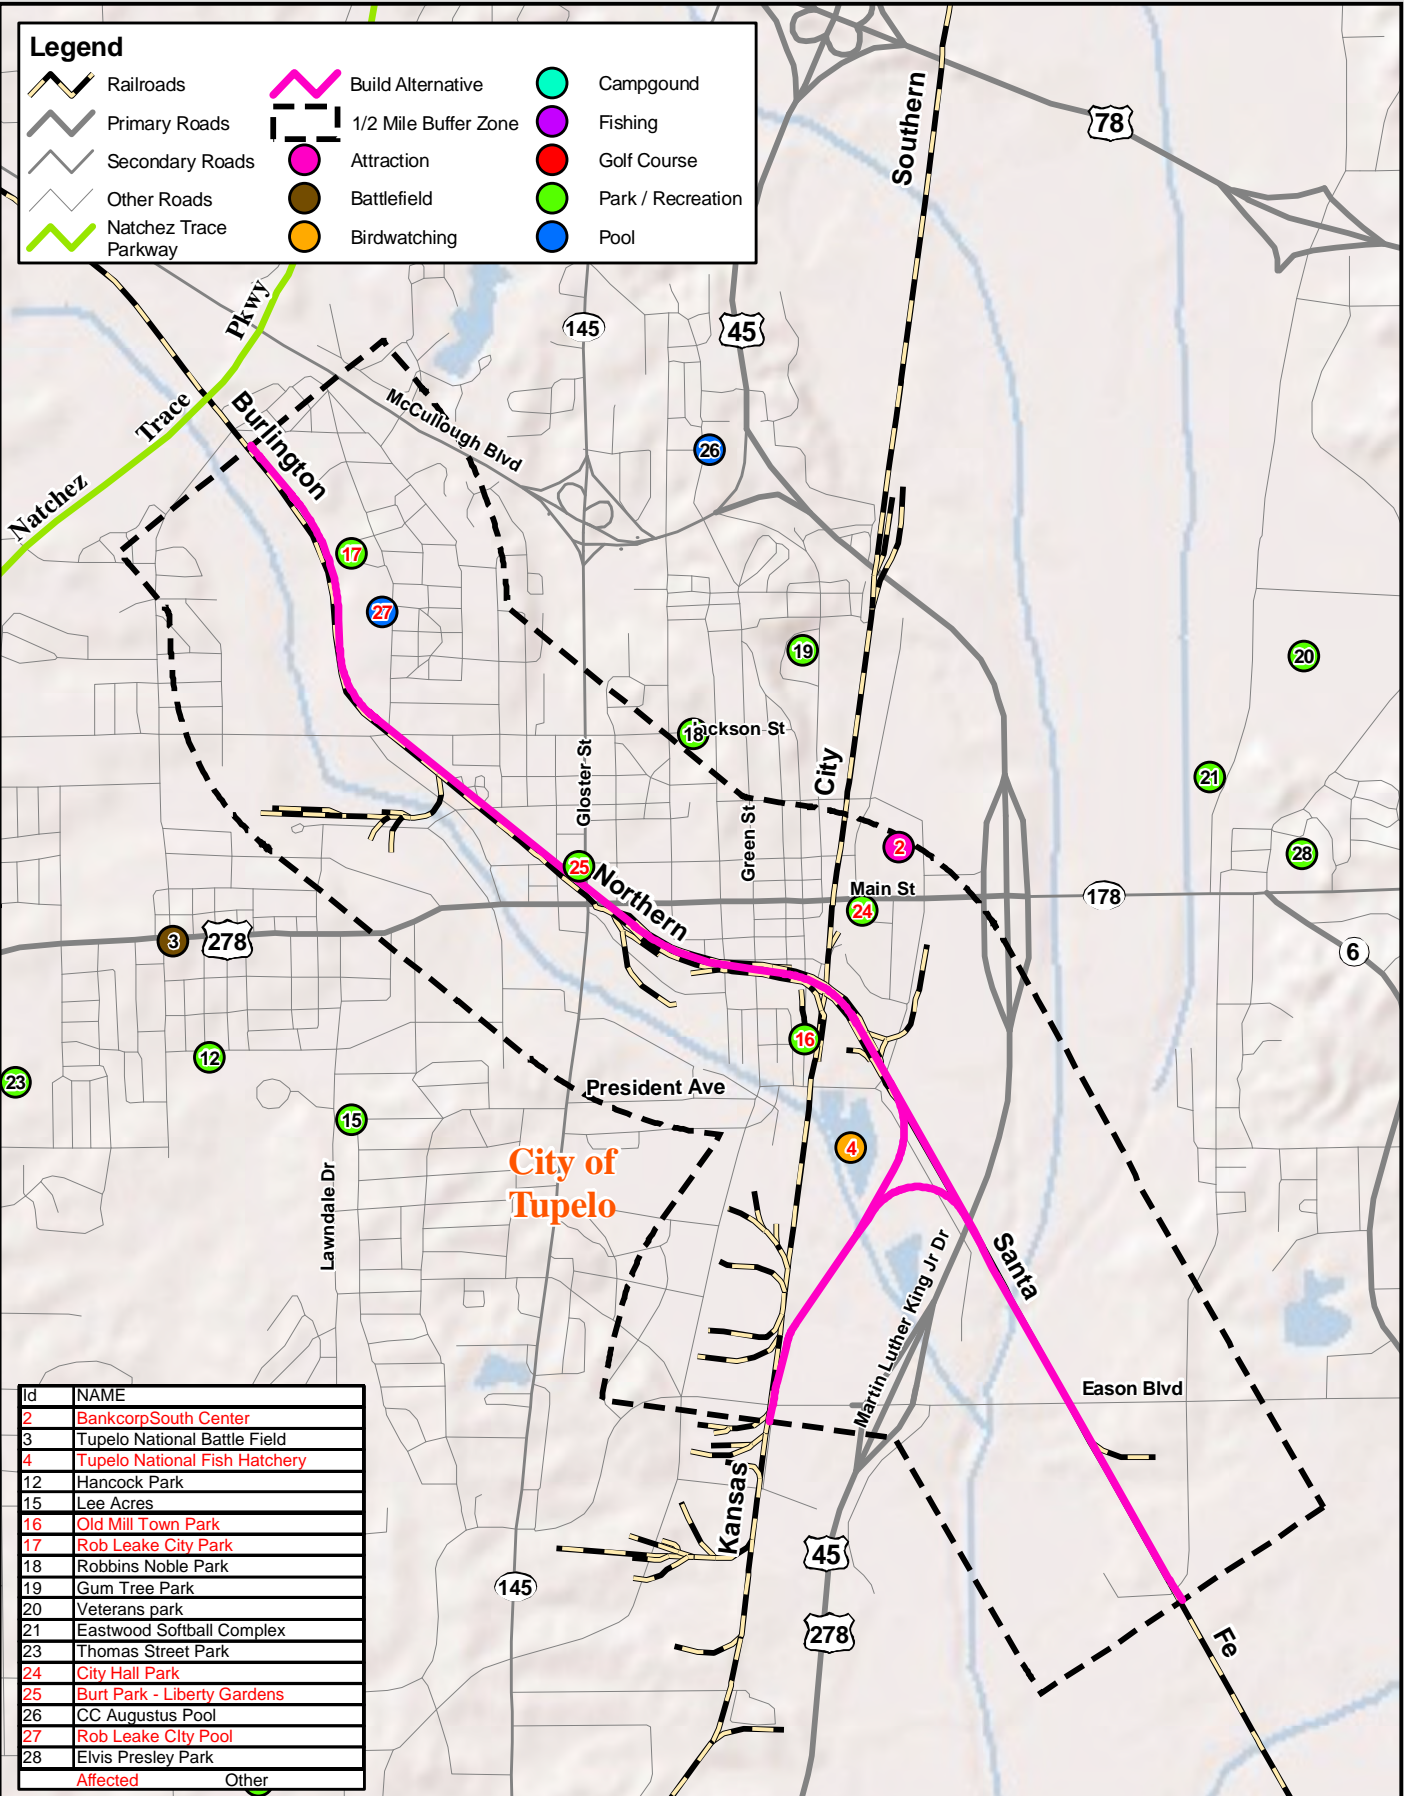 Legend
Railroads
Primary Roads
Secondary Roads
Other Roads
Natchez Trace
Parkway
Build Alternative
1/2 Mile Buffer Zone
Attraction
Battlefield
Birdwatching
Campgound
Fishing
Golf Course
Park / Recreation
Pool
Southern
78
Pkwy
145
45
McCullough Blvd
Trace
Burlington
26
Natchez
17
27
19
20
18
Jackson St
City
21
Gloster St
Green St
2
28
25
Northern
Main St
178
24
3
278
6
16
12
23
President Ave
15
4
City of
Tupelo
Lawndale Dr
Santa
Martin Luther King Jr Dr
Eason Blvd
Kansas
45
145
278
Fe
Id NAME
2 BankcorpSouth Center
3 Tupelo National Battle Field
4 Tupelo National Fish Hatchery
12 Hancock Park
15 Lee Acres
16 Old Mill Town Park
17 Rob Leake City Park
18 Robbins Noble Park
19 Gum Tree Park
20 Veterans park
21 Eastwood Softball Complex
23 Thomas Street Park
24 City Hall Park
25 Burt Park - Liberty Gardens
26 CC Augustus Pool
27 Rob Leake CIty Pool
28 Elvis Presley Park
Affected Other